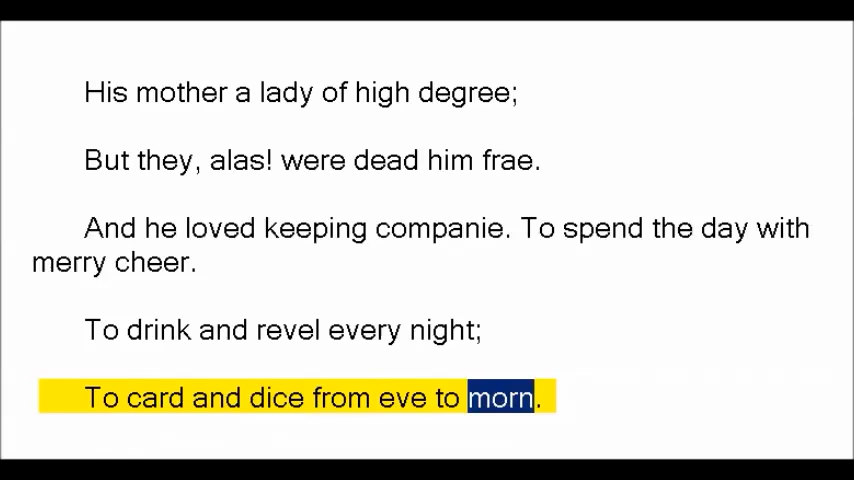 His mother a lady of high degree;
But they, alas! were dead him frae.
And he loved keeping companie. To spend the day with
merry cheer.
To drink and revel every night;
To card and dice from eve to morn.